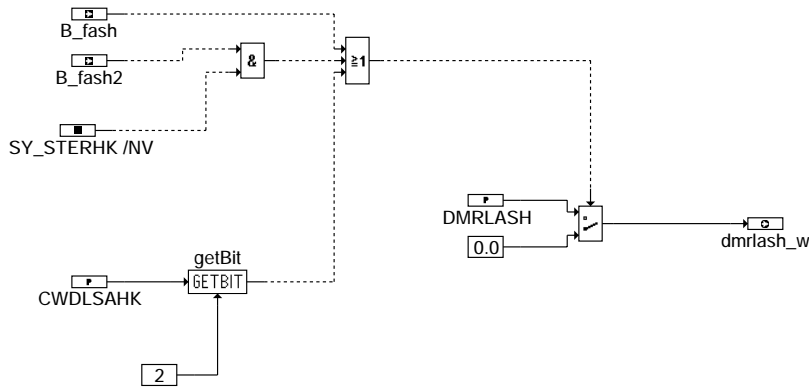 B_fash
B_fash2
&
≥1
SY_STERHK /NV
P
DMRLASH
0.0
dmrlash_w
getBit
P
GETBIT
CWDLSAHK
2